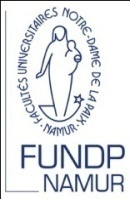 FACULTÉS UNIVERSITAIRES NOTRE-DAME DE LA PAIX · NAMUR ·
FUNDP
NAMUR